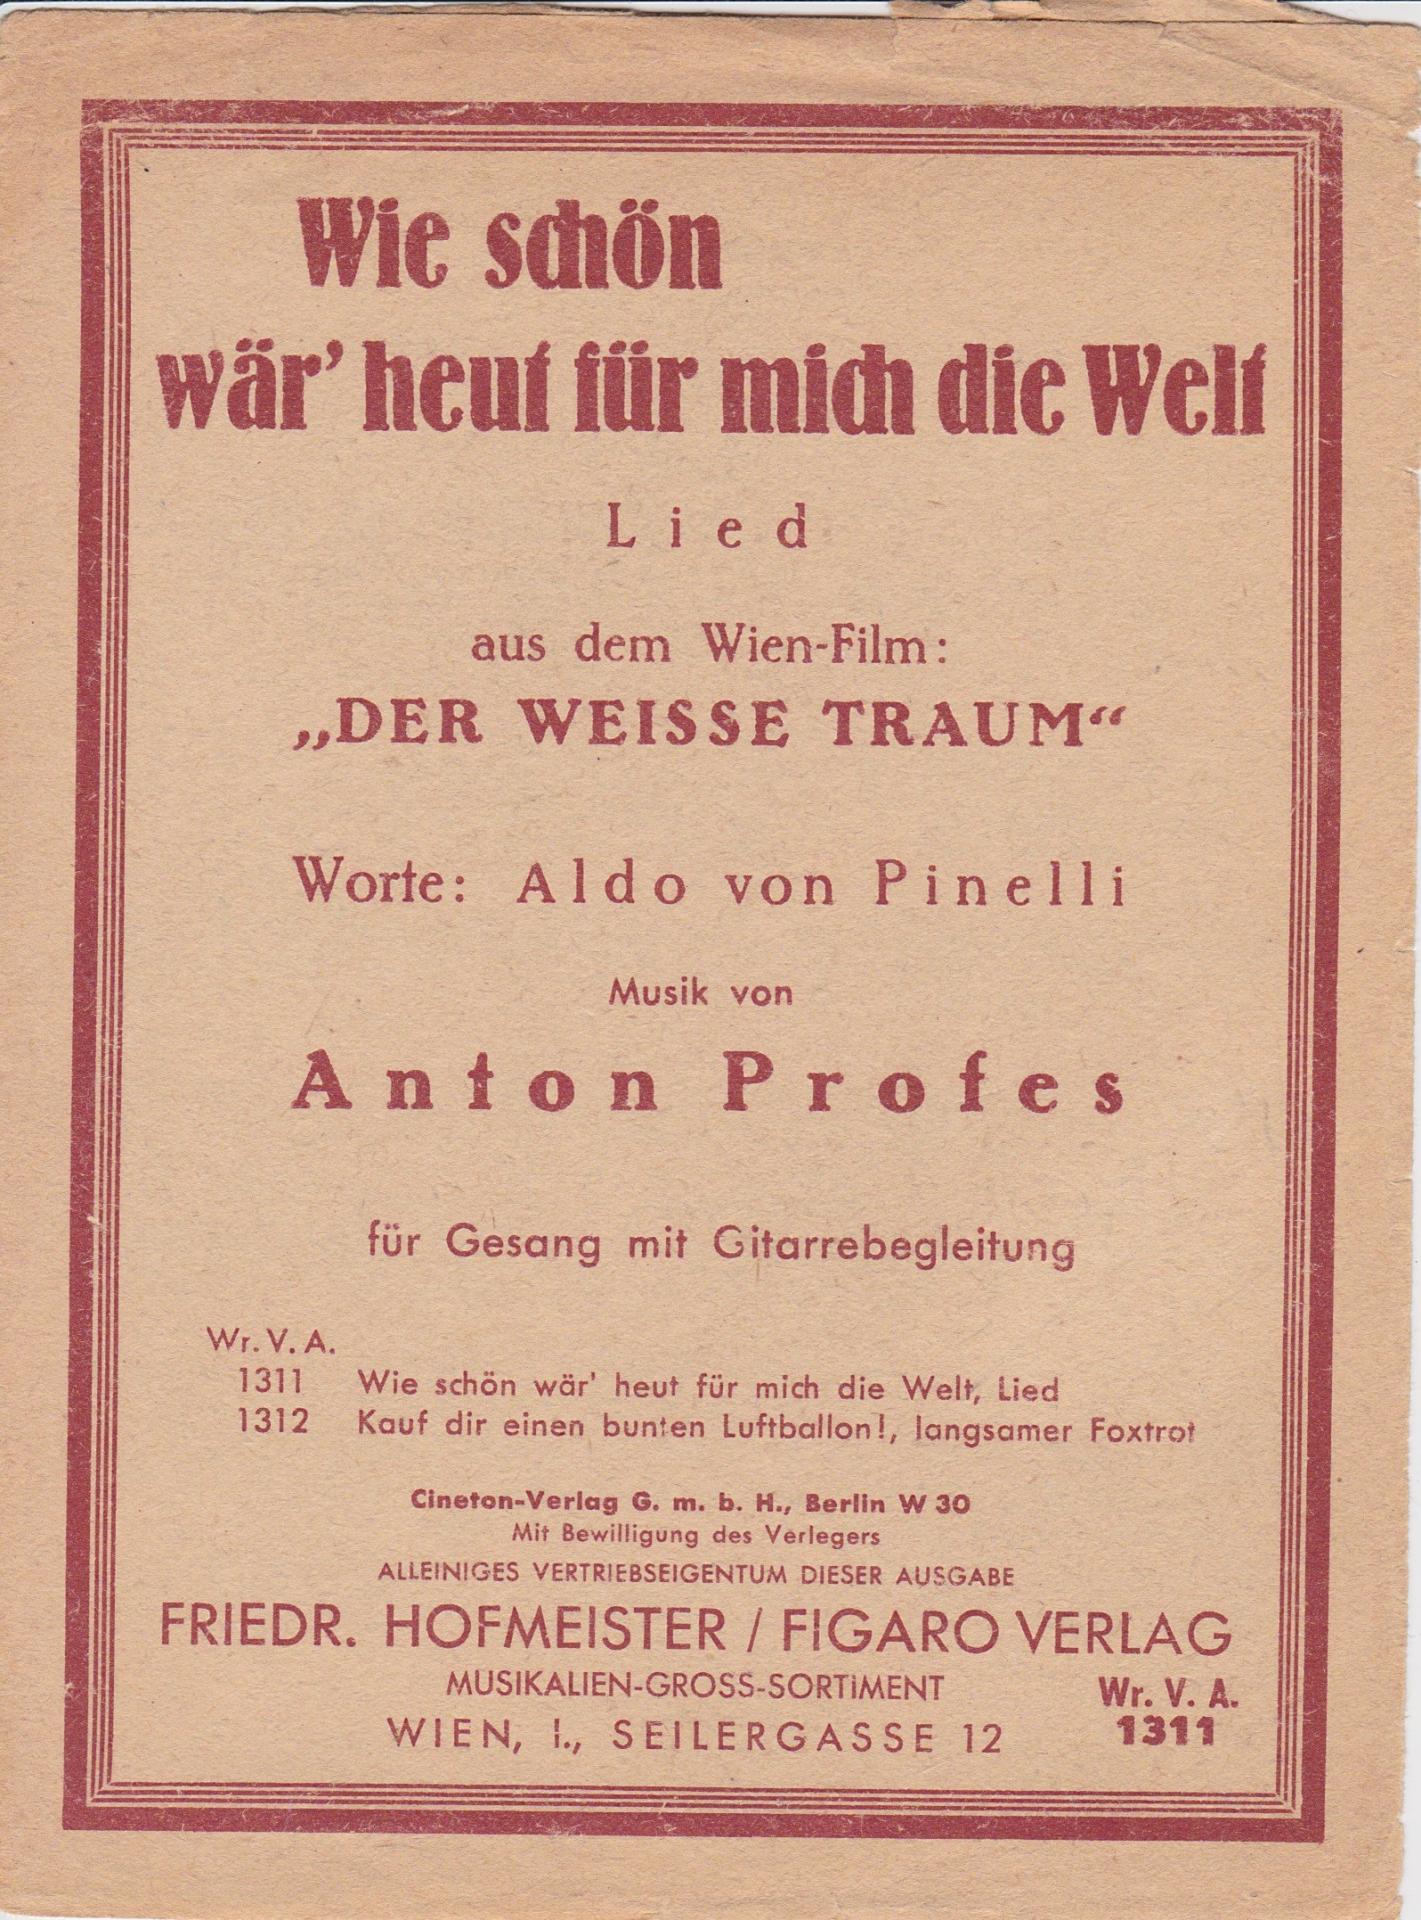 Wie schön
wär' heut für mich die Welt
Lied
aus dem Wien-Film:
„DER WEISSE TRAUM“
Worte: Aldo von Pinelli
Musik von
Anton Profes
für Gesang mit Gitarrebegleitung
Wr. V. A.
1311 Wie schön wär' heut für mich die Welt, Lied
1312 Kauf dir einen bunten Luftballon!, langsamer Foxtrot
Cineton-Verlag G. m. b. H., Berlin W 30
Mit Bewilligung des Verlegers
ALLEINIGES VERTRIEBSEIGENTUM DIESER AUSGABE
FRIEDR. HOFMEISTER / FIGARO VERLAG
MUSIKALIEN-GROSS-SORTIMENT
WIEN, I., SEILERGASSE 12
Wr. V. A.
1311